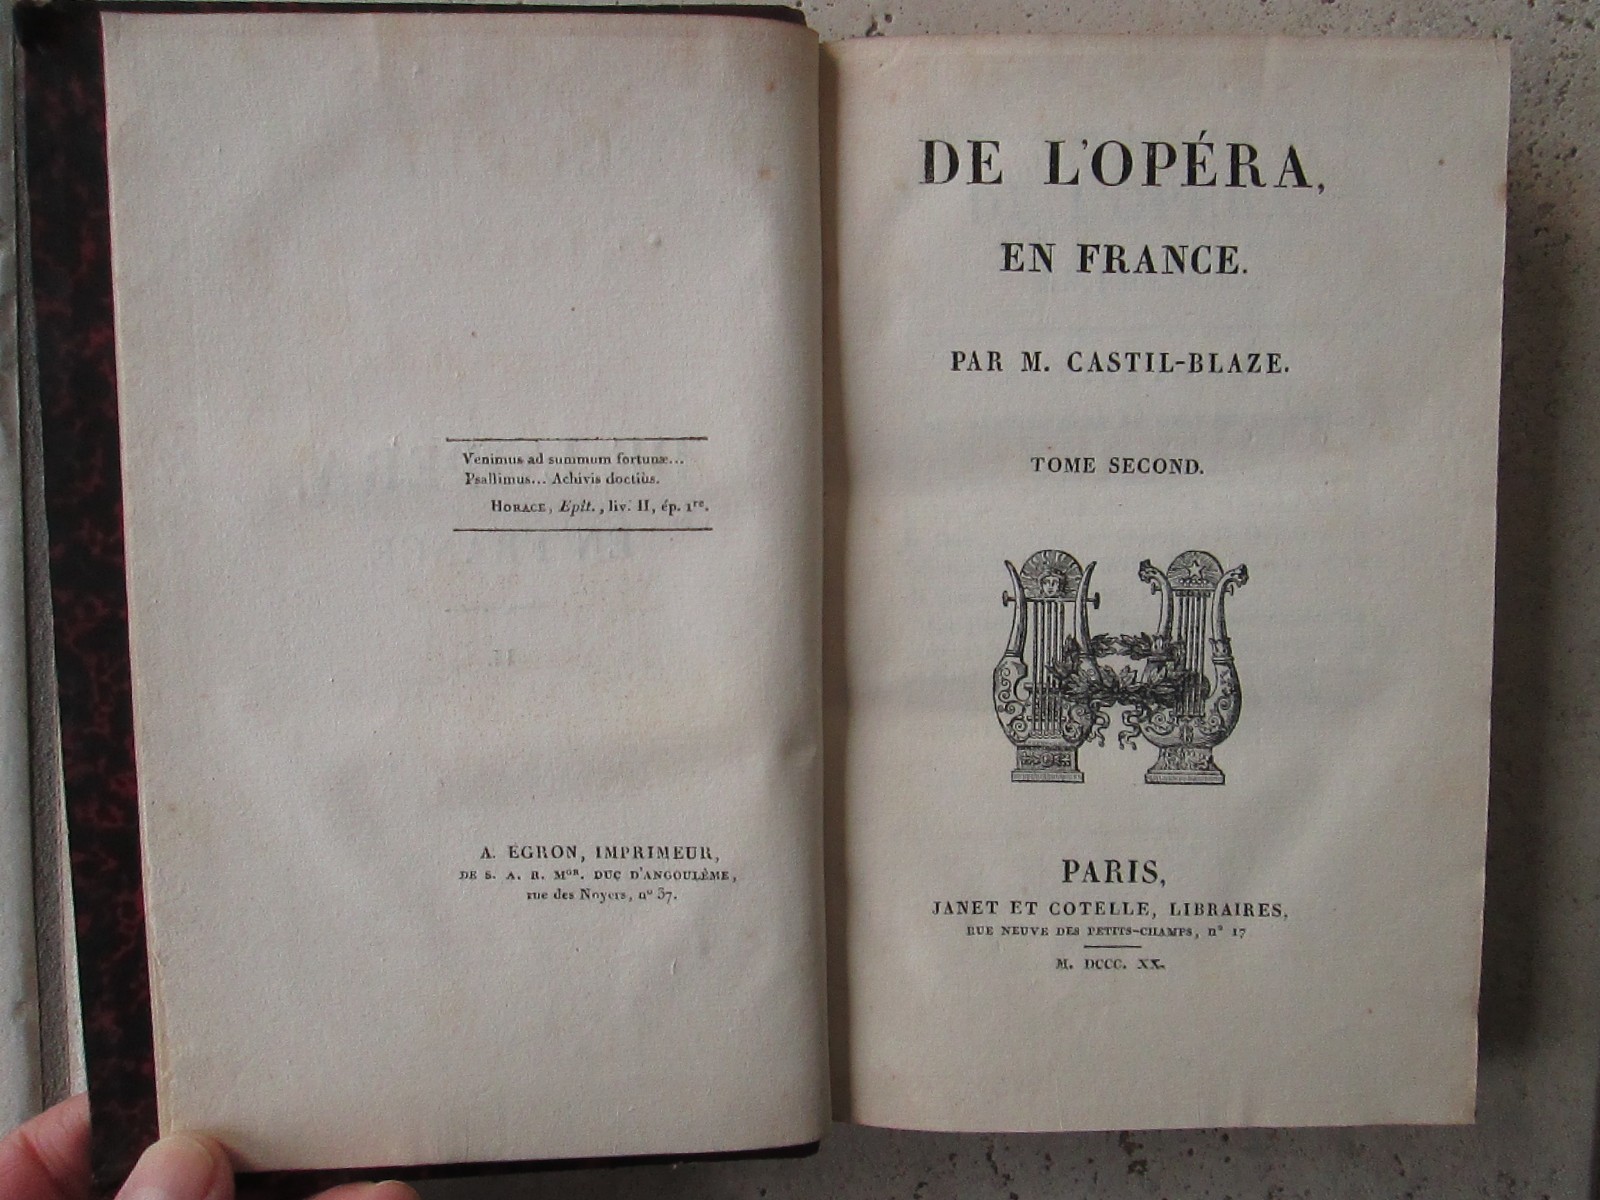 Venimus ad summum fortunæ...
Psallimus... Achivis doctiùs.
HORACE, Epît., liv. II, ép. 1re.
A. ÉGRON, IMPRIMEUR,
DE S. A. R. MGR. DUC D'ANGOULÊME,
rue des Noyers, n° 37.
DE L'OPÉRA,
EN FRANCE.
PAR M. CASTIL-BLAZE.
TOME SECOND.
PARIS,
JANET ET COTELLE, LIBRAIRES,
RUE NEUVE DES PETITS-CHAMPS, n° 17
M. DCCC. XX.